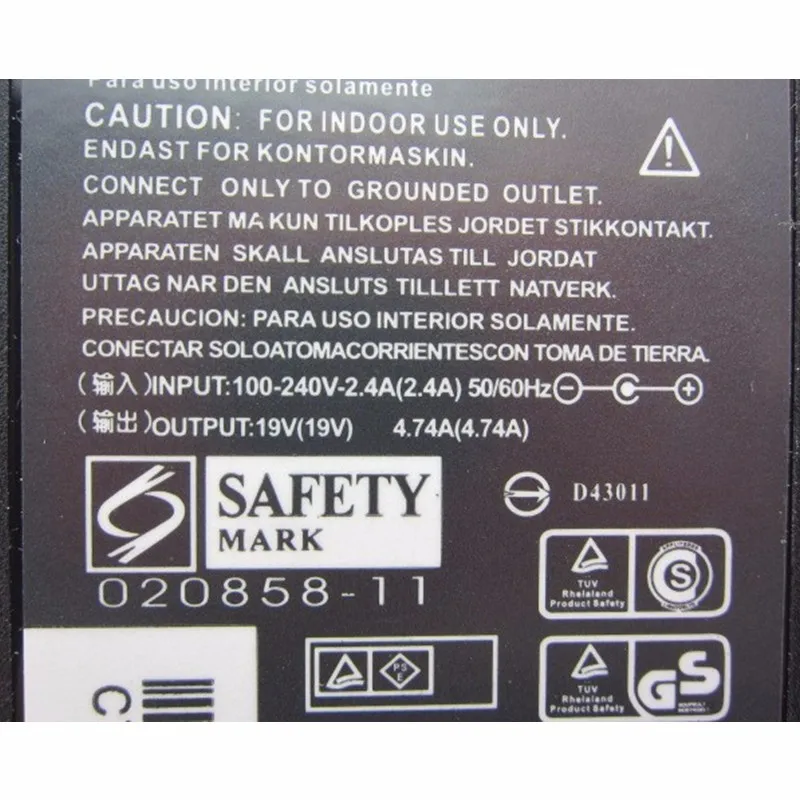 Para uso interior solamente
CAUTION: FOR INDOOR USE ONLY.
ENDAST FOR KONTORMASKIN.
CONNECT ONLY TO GROUNDED OUTLET.
APPARATET MA KUN TILKOPLES JORDET STIKKONTAKT.
APPARATEN SKALL ANSLUTAS TILL JORDAT
UTTAG NAR DEN ANSLUTS TILLLETT NATVERK.
PRECAUCION: PARA USO INTERIOR SOLAMENTE.
CONECTAR SOLOATOMACORRIENTESCON TOMA DE TIERRA.
(输入)INPUT:100-240V-2.4A(2.4A) 50/60Hz
(输出)OUTPUT:19V(19V) 4.74A(4.74A)
SAFETY
MARK
D43011
020858-11
TUV
Rhelaland
Product Safety
S
PS
E
TUV
Rhelaland
Product Safety
GS
C